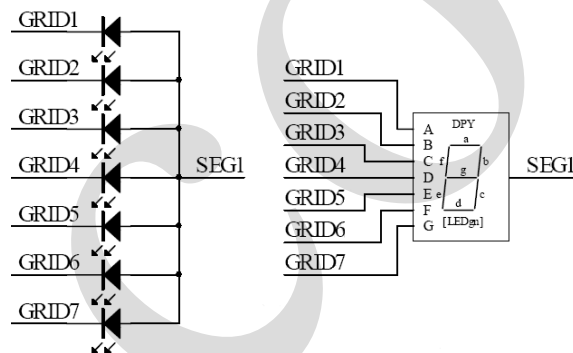 GRID1
GRID2
GRID3
GRID4
GRID5
GRID6
GRID7
SEG1
GRID1
GRID2
GRID3
GRID4
GRID5
GRID6
GRID7
A
B
C
D
E
F
G
DPY
a
f
b
g
e
c
d
[LEDgn]
SEG1